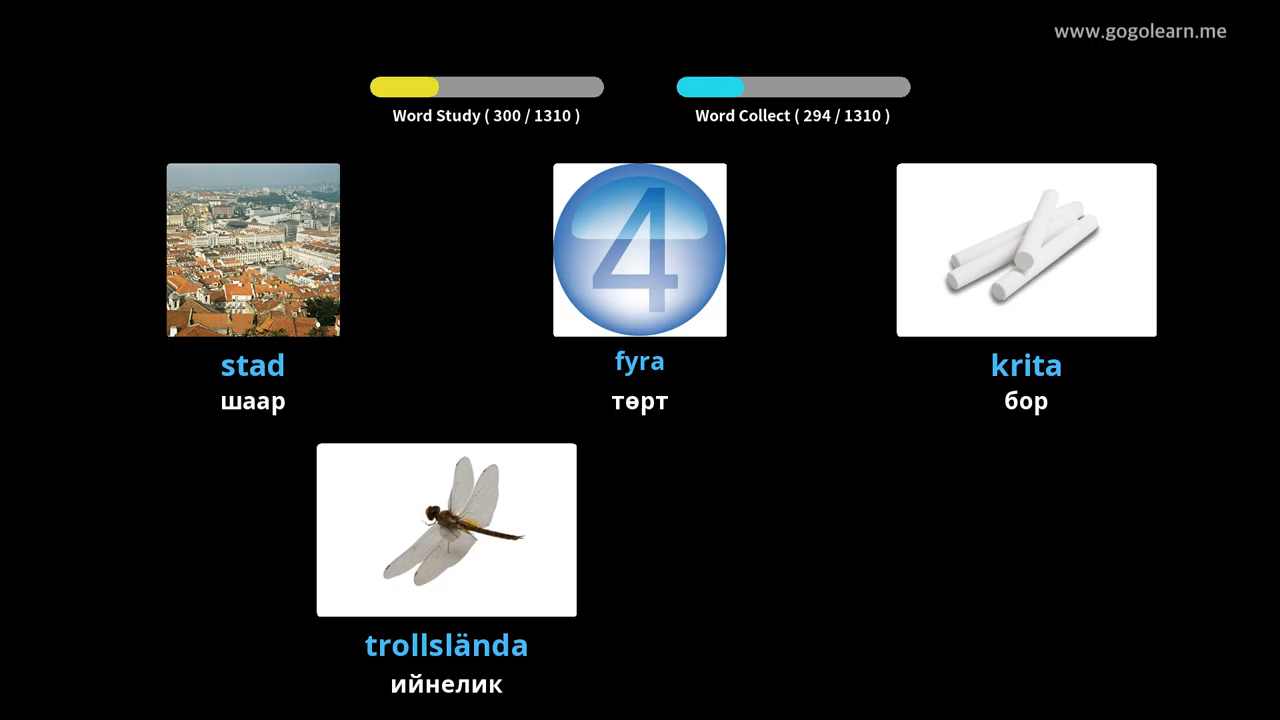 www.gogolearn.me
Word Study ( 300 / 1310 )
Word Collect ( 294 / 1310 )
4
stad
шаар
fyra
төрт
krita
бор
trollslända
ийнелик